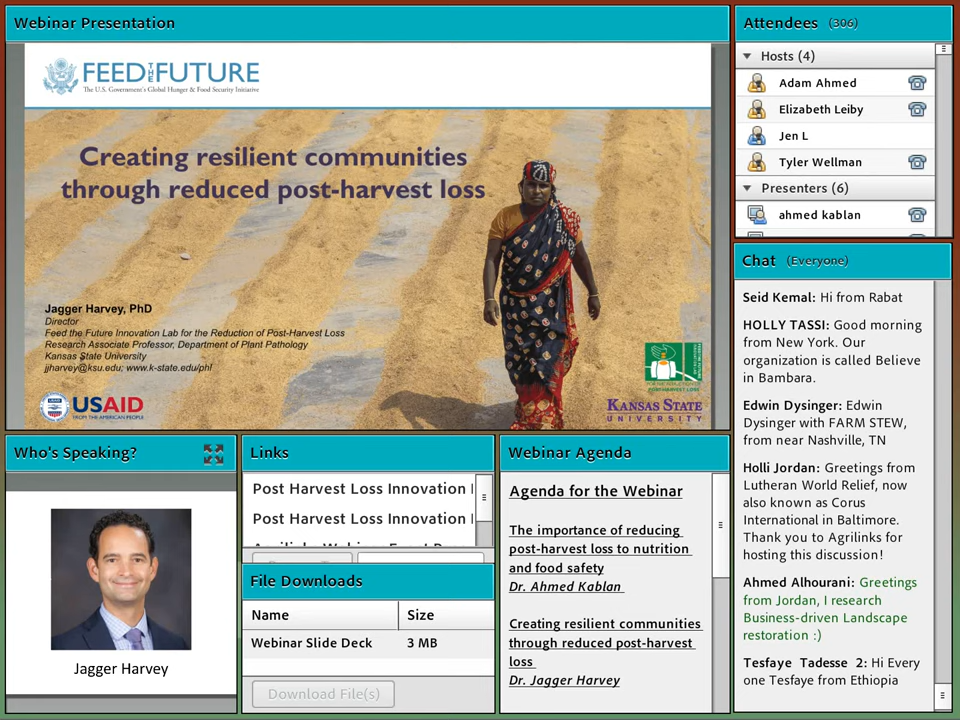 Webinar Presentation
FEED THE FUTURE
The U.S. Government's Global Hunger & Food Security Initiative
Creating resilient communities
through reduced post-harvest loss
Jagger Harvey, PhD
Director
Feed the Future Innovation Lab for the Reduction of Post-Harvest Loss
Research Associate Professor, Department of Plant Pathology
Kansas State University
jjharvey@ksu.edu; www.k-state.edu/phl
USAID
FROM THE AMERICAN PEOPLE
KANSAS STATE
UNIVERSITY
Attendees (306)
Hosts (4)
Adam Ahmed
Elizabeth Leiby
Jen L
Tyler Wellman
Presenters (6)
ahmed kablan
Chat (Everyone)
Seid Kemal: Hi from Rabat
HOLLY TASSI: Good morning
from New York. Our
organization is called Believe
in Bambara.
Edwin Dysinger: Edwin
Dysinger with FARM STEW,
from near Nashville, TN
Holli Jordan: Greetings from
Lutheran World Relief, now
also known as Corus
International in Baltimore.
Thank you to Agrilinks for
hosting this discussion!
Ahmed Alhourani: Greetings
from Jordan, I research
Business-driven Landscape
restoration :)
Tesfaye Tadesse 2: Hi Every
one Tesfaye from Ethiopia
Who's Speaking?
Jagger Harvey
Links
Post Harvest Loss Innovation
Post Harvest Loss Innovation
File Downloads
Name Size
Webinar Slide Deck 3 MB
Download File(s)
Webinar Agenda
Agenda for the Webinar
The importance of reducing
post-harvest loss to nutrition
and food safety
Dr. Ahmed Kablan
Creating resilient communities
through reduced post-harvest
loss
Dr. Jagger Harvey